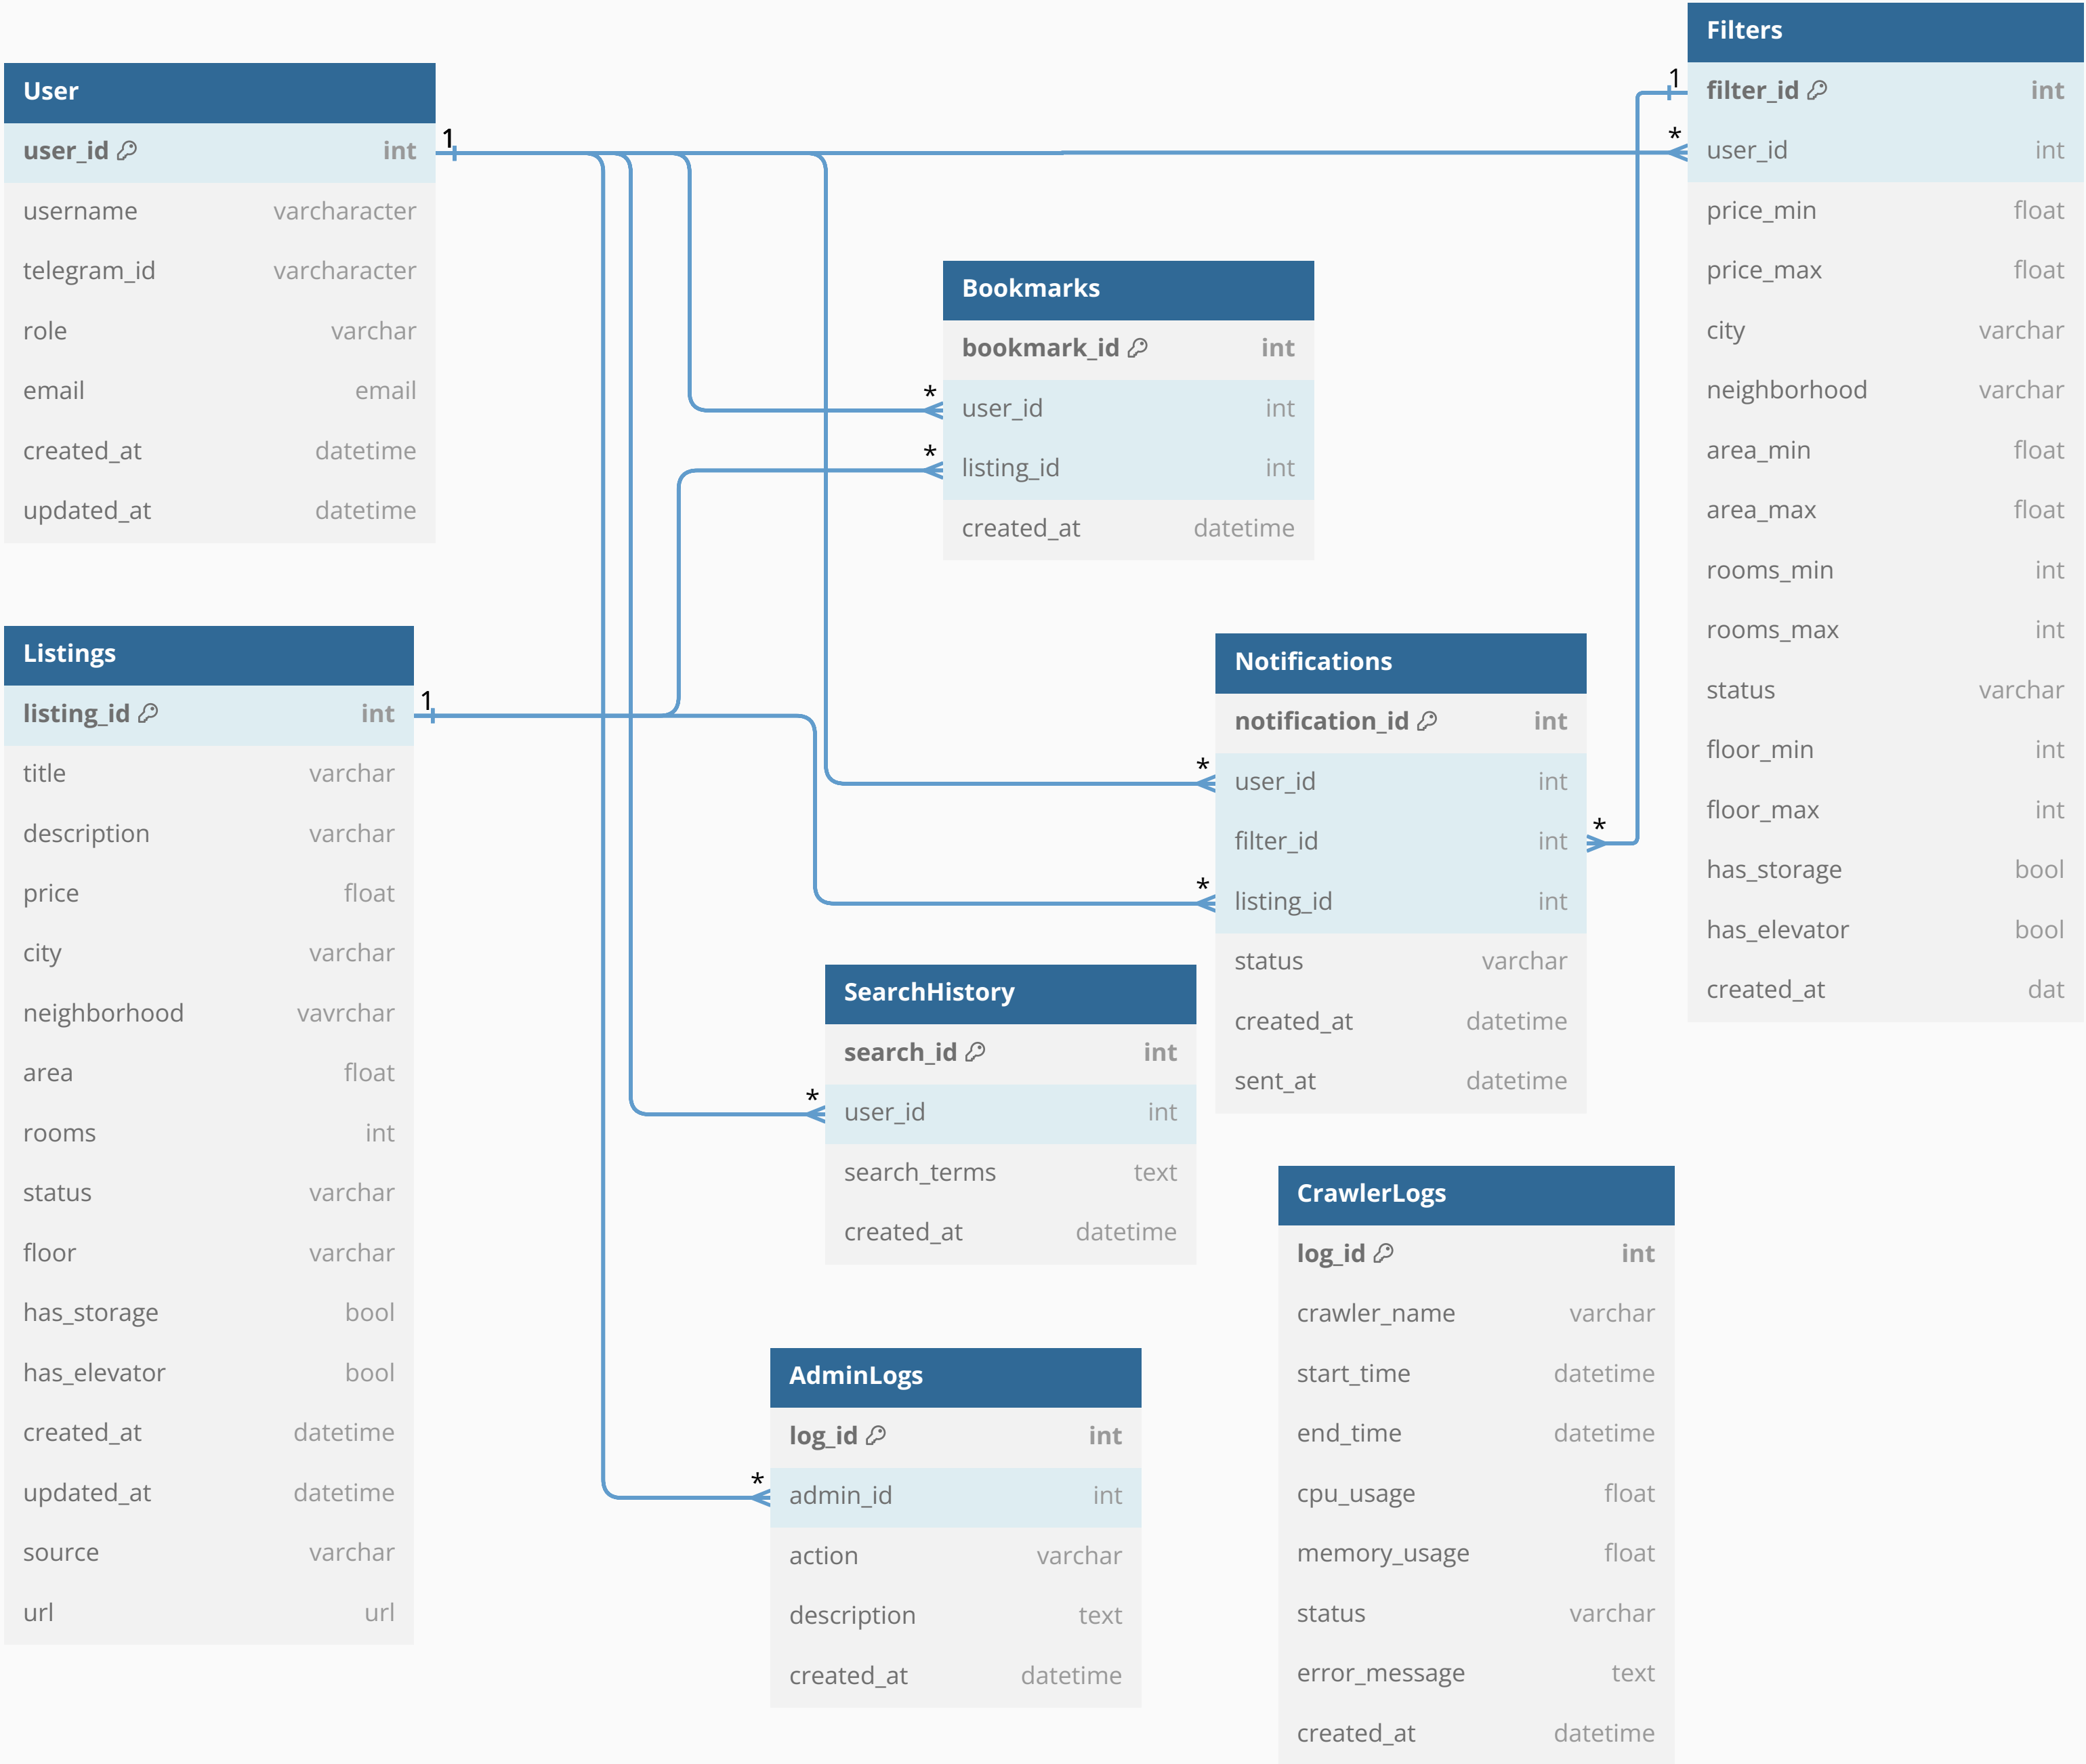 User
user_id int
username varcharacter
telegram_id varcharacter
role varchar
email email
created_at datetime
updated_at datetime
1
Listings
listing_id int
title varchar
description varchar
price float
city varchar
neighborhood vavrchar
area float
rooms int
status varchar
floor varchar
has_storage bool
has_elevator bool
created_at datetime
updated_at datetime
source varchar
url url
1
Bookmarks
bookmark_id int
* user_id int
* listing_id int
created_at datetime
Notifications
notification_id int
* user_id int
filter_id int *
* listing_id int
status varchar
created_at datetime
sent_at datetime
SearchHistory
search_id int
* user_id int
search_terms text
created_at datetime
AdminLogs
log_id int
* admin_id int
action varchar
description text
created_at datetime
CrawlerLogs
log_id int
crawler_name varchar
start_time datetime
end_time datetime
cpu_usage float
memory_usage float
status varchar
error_message text
created_at datetime
Filters
1 filter_id int
* user_id int
price_min float
price_max float
city varchar
neighborhood varchar
area_min float
area_max float
rooms_min int
rooms_max int
status varchar
floor_min int
floor_max int
has_storage bool
has_elevator bool
created_at dat